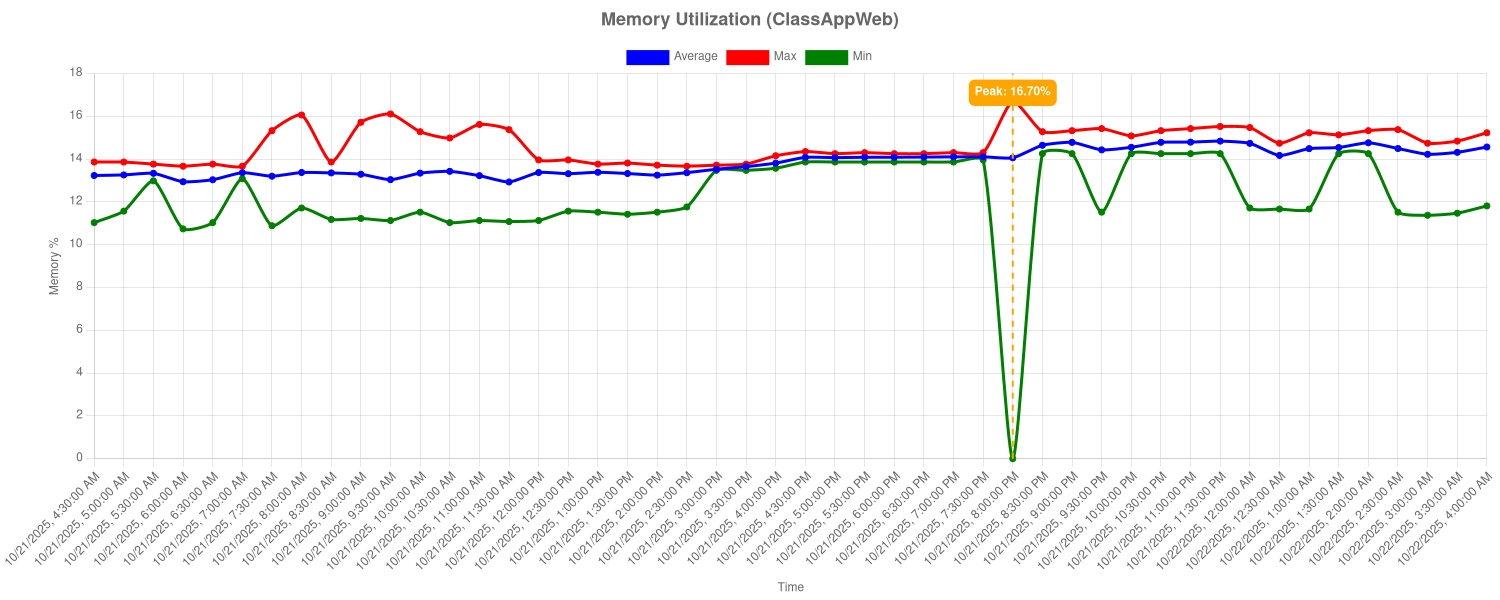 Memory Utilization (ClassAppWeb)
Average Max Min
Peak: 16.70%
18
16
14
12
10
8
6
4
2
0
Memory %
10/21/2025, 4:30:00 AM
10/21/2025, 5:00:00 AM
10/21/2025, 5:30:00 AM
10/21/2025, 6:00:00 AM
10/21/2025, 6:30:00 AM
10/21/2025, 7:00:00 AM
10/21/2025, 7:30:00 AM
10/21/2025, 8:00:00 AM
10/21/2025, 8:30:00 AM
10/21/2025, 9:00:00 AM
10/21/2025, 9:30:00 AM
10/21/2025, 10:00:00 AM
10/21/2025, 10:30:00 AM
10/21/2025, 11:00:00 AM
10/21/2025, 11:30:00 AM
10/21/2025, 12:00:00 PM
10/21/2025, 12:30:00 PM
10/21/2025, 1:00:00 PM
10/21/2025, 1:30:00 PM
10/21/2025, 2:00:00 PM
10/21/2025, 2:30:00 PM
10/21/2025, 3:00:00 PM
10/21/2025, 3:30:00 PM
10/21/2025, 4:00:00 PM
10/21/2025, 4:30:00 PM
10/21/2025, 5:00:00 PM
10/21/2025, 5:30:00 PM
10/21/2025, 6:00:00 PM
10/21/2025, 6:30:00 PM
10/21/2025, 7:00:00 PM
10/21/2025, 7:30:00 PM
10/21/2025, 8:00:00 PM
10/21/2025, 8:30:00 PM
10/21/2025, 9:00:00 PM
10/21/2025, 9:30:00 PM
10/21/2025, 10:00:00 PM
10/21/2025, 10:30:00 PM
10/21/2025, 11:00:00 PM
10/21/2025, 11:30:00 PM
10/22/2025, 12:00:00 AM
10/22/2025, 12:30:00 AM
10/22/2025, 1:00:00 AM
10/22/2025, 1:30:00 AM
10/22/2025, 2:00:00 AM
10/22/2025, 2:30:00 AM
10/22/2025, 3:00:00 AM
10/22/2025, 3:30:00 AM
10/22/2025, 4:00:00 AM
Time